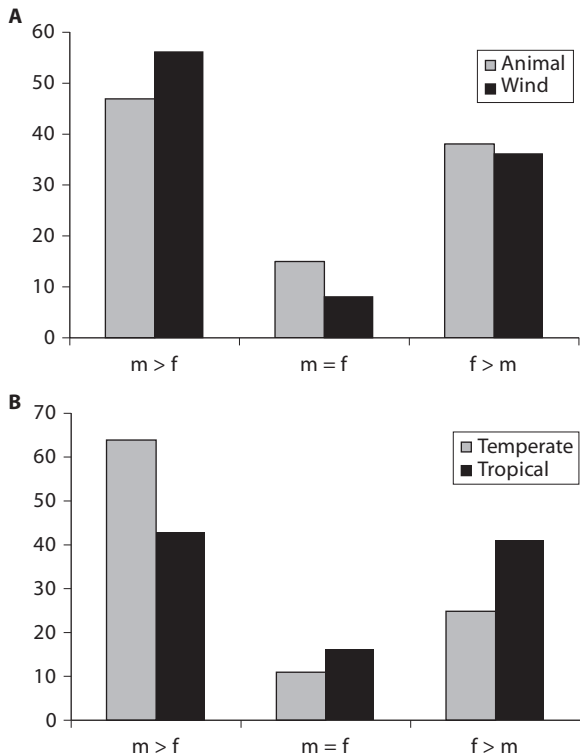 A
60
50
40
30
20
10
0
Animal
Wind
m > f
m = f
f > m
B
70
60
50
40
30
20
10
0
Temperate
Tropical
m > f
m = f
f > m